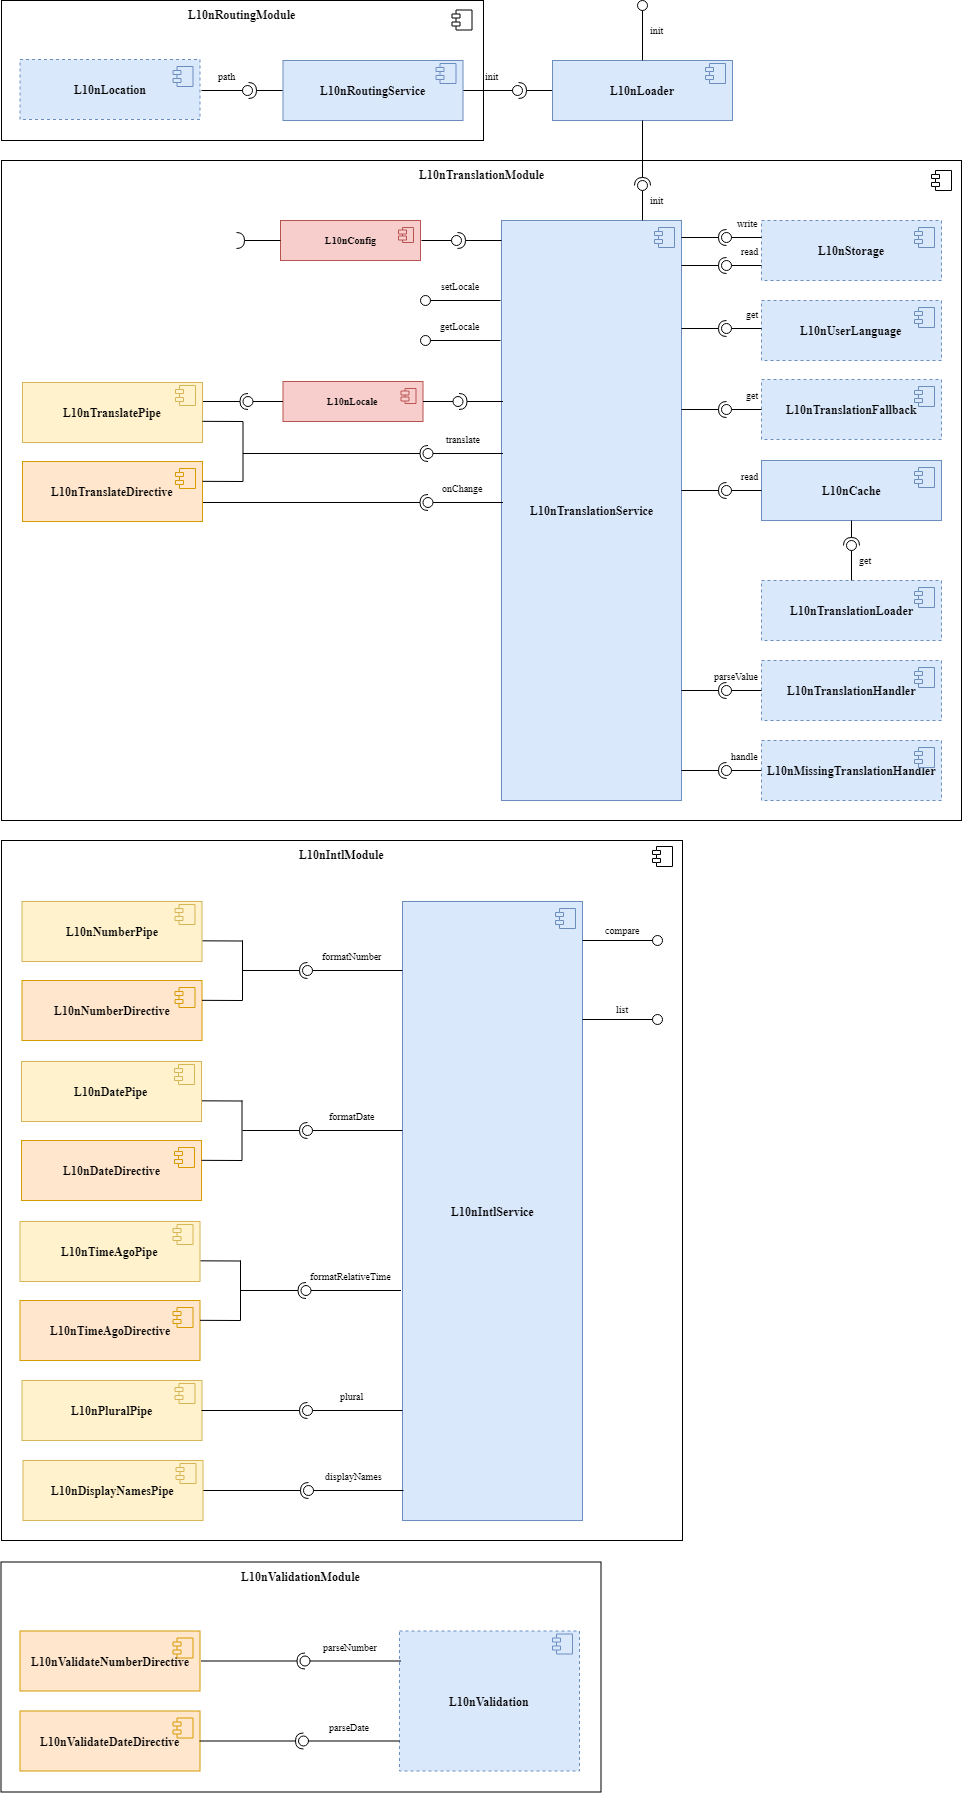 L10nRoutingModule
L10nLocation
path
L10nRoutingService
init
L10nLoader
init
L10nTranslationModule
init
L10nConfig
setLocale
getLocale
L10nTranslatePipe
L10nLocale
translate
L10nTranslateDirective
onChange
L10nTranslationService
write
read
L10nStorage
get
L10nUserLanguage
get
L10nTranslationFallback
read
L10nCache
get
L10nTranslationLoader
parseValue
L10nTranslationHandler
handle
L10nMissingTranslationHandler
L10nIntlModule
L10nNumberPipe
formatNumber
L10nNumberDirective
compare
list
L10nDatePipe
formatDate
L10nDateDirective
L10nIntlService
L10nTimeAgoPipe
formatRelativeTime
L10nTimeAgoDirective
plural
L10nPluralPipe
displayNames
L10nDisplayNamesPipe
L10nValidationModule
parseNumber
L10nValidateNumberDirective
L10nValidation
parseDate
L10nValidateDateDirective